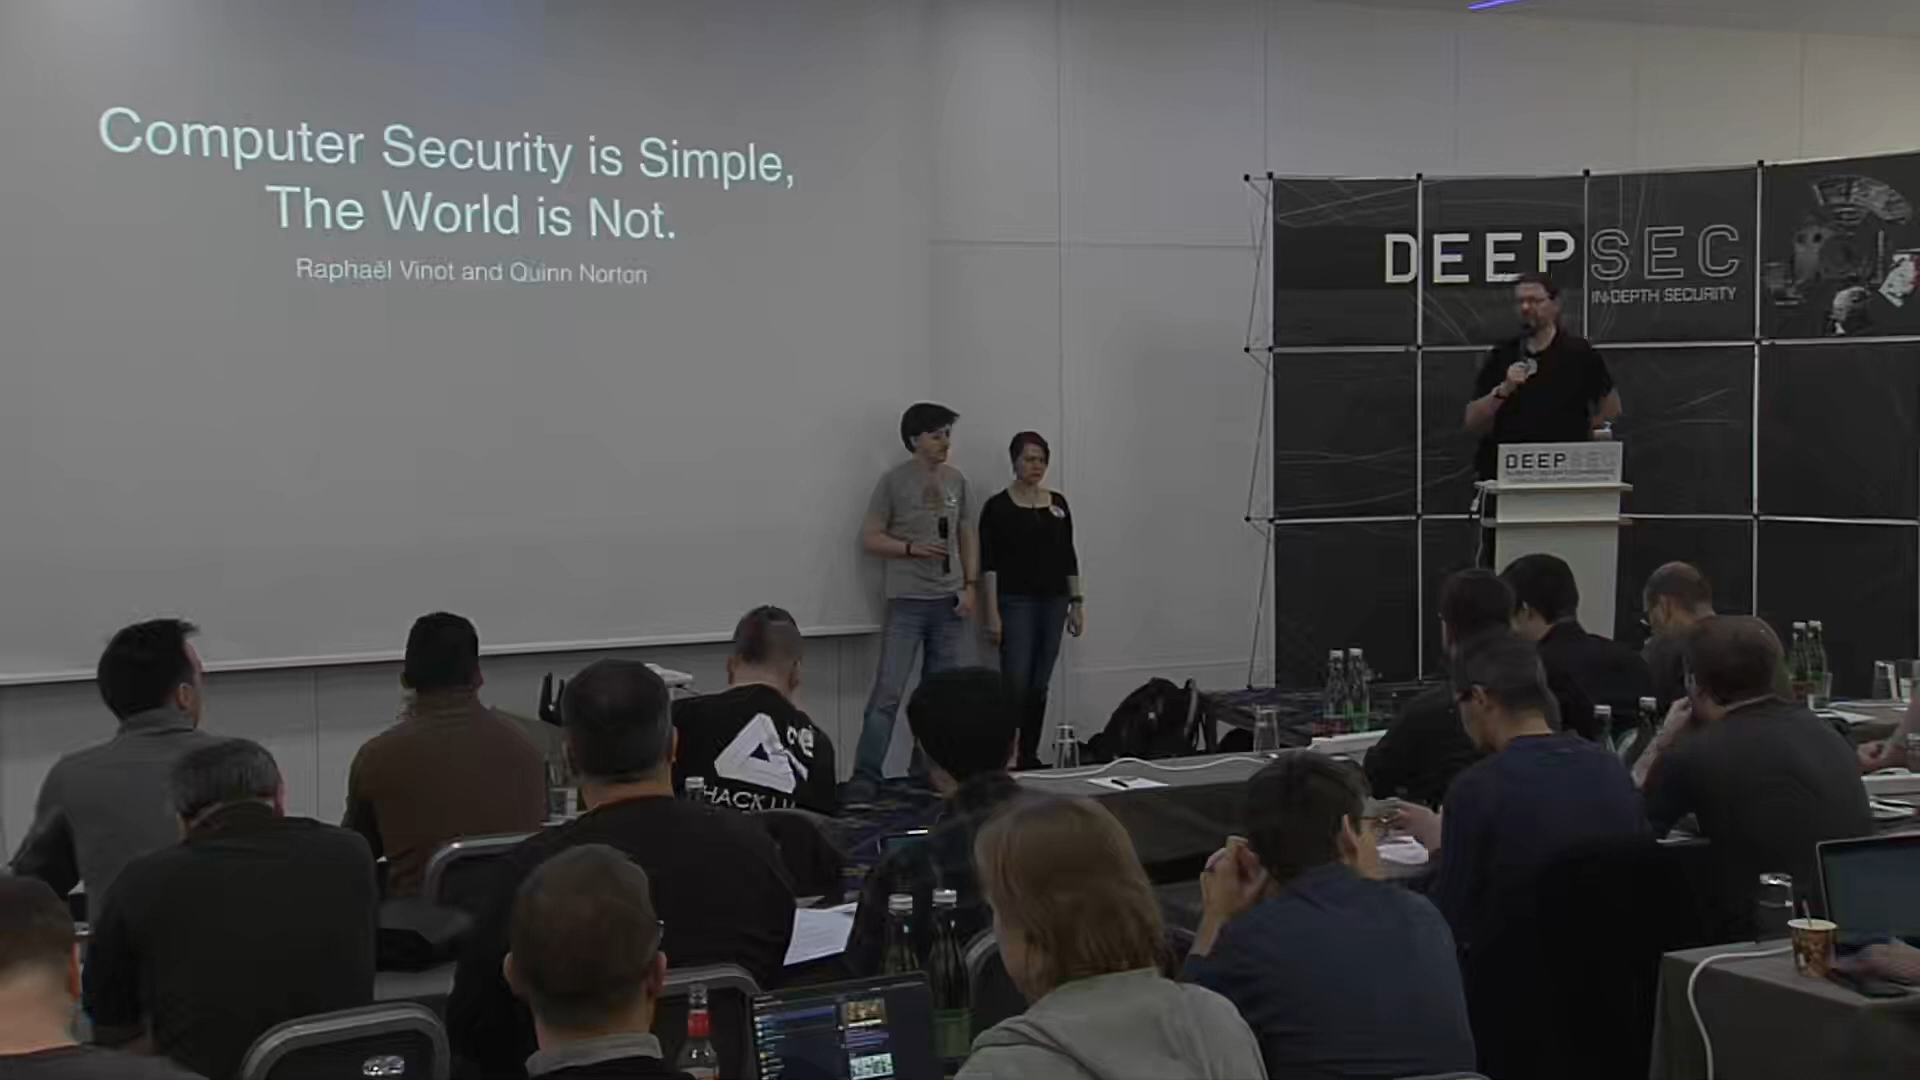 Computer Security is Simple,
The World is Not.
Raphaël Vinot and Quinn Norton
DEEPSEC
IN-DEPTH SECURITY
DEEPSEC
HACK.LU